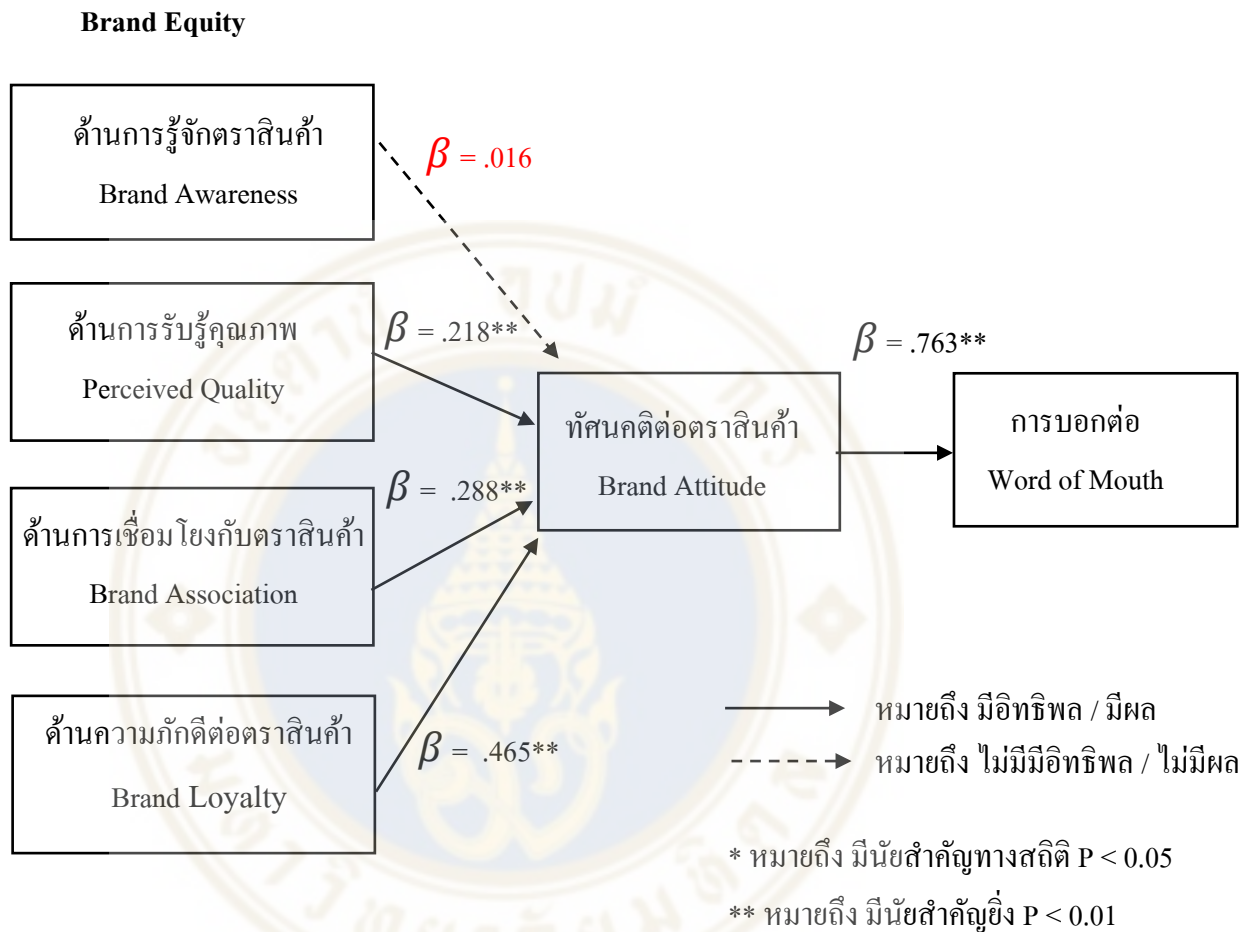 Brand Equity
ด้านการรู้จักตราสินค้า
Brand Awareness
β = .016
ด้านการรับรู้คุณภาพ
Perceived Quality
β = .218**
β = .763**
ทัศนคติต่อตราสินค้า
Brand Attitude
การบอกต่อ
Word of Mouth
ด้านการเชื่อมโยงกับตราสินค้า
Brand Association
β = .288**
ด้านความภักดีต่อตราสินค้า
Brand Loyalty
β = .465**
หมายถึง มีอิทธิพล / มีผล
หมายถึง ไม่มีมีอิทธิพล / ไม่มีผล
* หมายถึง มีนัยสำคัญทางสถิติ P < 0.05
** หมายถึง มีนัยสำคัญยิ่ง P < 0.01